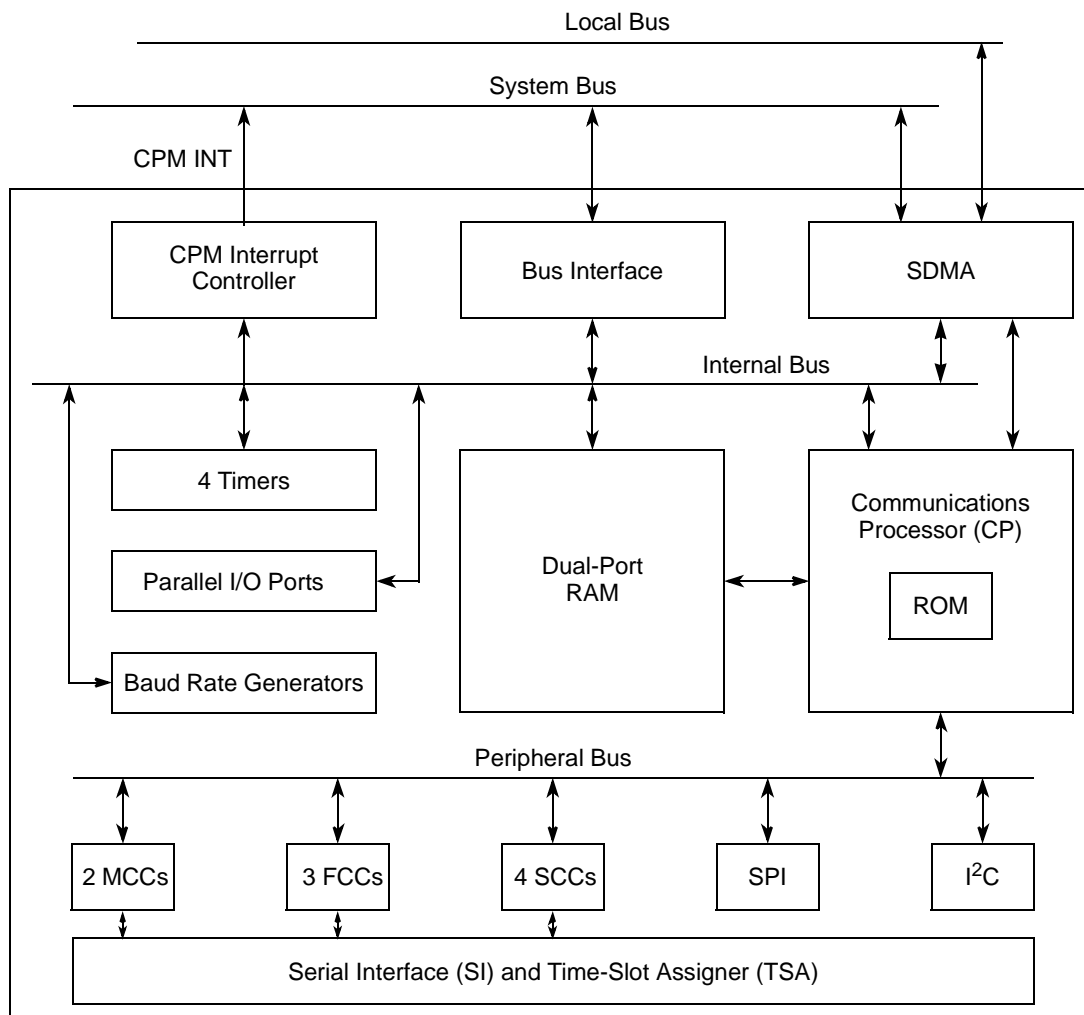 Local Bus
System Bus
CPM INT
CPM Interrupt
Controller
Bus Interface
SDMA
Internal Bus
4 Timers
Parallel I/O Ports
Baud Rate Generators
Dual-Port
RAM
Communications
Processor (CP)
ROM
Peripheral Bus
2 MCCs
3 FCCs
4 SCCs
SPI
I²C
Serial Interface (SI) and Time-Slot Assigner (TSA)